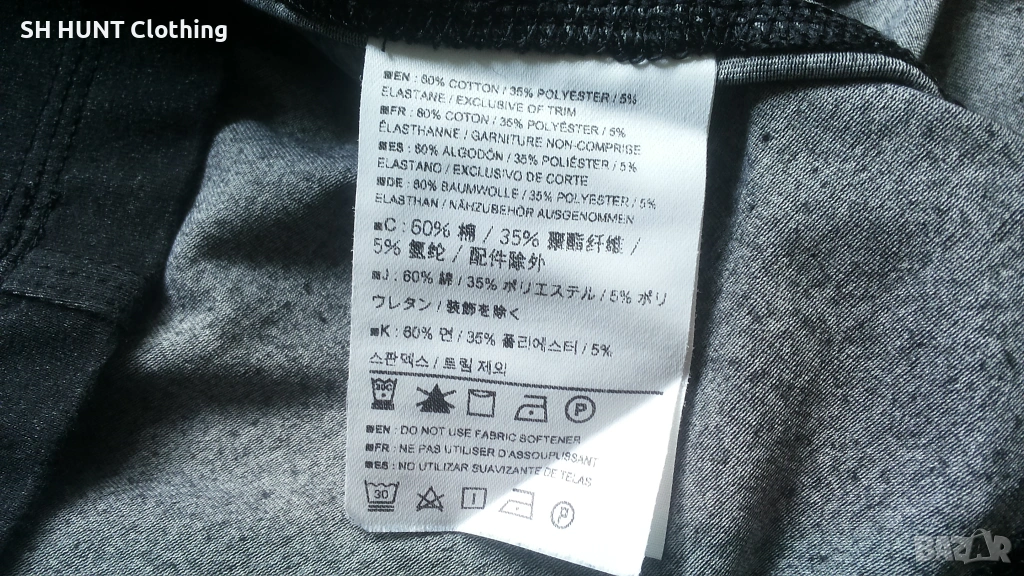 SH HUNT Clothing
EN : 60% COTTON / 35% POLYESTER / 5%
ELASTANE / EXCLUSIVE OF TRIM
FR : 60% COTON / 35% POLYESTER / 5%
ÉLASTHANNE / GARNITURE NON-COMPRISE
ES : 60% ALGODÓN / 35% POLIÉSTER / 5%
ELASTANO / EXCLUSIVO DE CORTE
DE : 60% BAUMWOLLE / 35% POLYESTER / 5%
ELASTHAN / NÄHZUBEHÖR AUSGENOMMEN
C : 60% 棉 / 35% 聚酯纤维 /
5% 氨纶 / 配件除外
J : 60% 綿 / 35% ポリエステル / 5% ポリ
ウレタン / 装飾を除く
K : 60% 면 / 35% 폴리에스터 / 5%
스판덱스 / 트림 제외
P
EN : DO NOT USE FABRIC SOFTENER
FR : NE PAS UTILISER D'ASSOUPLISSANT
ES : NO UTILIZAR SUAVIZANTE DE TELAS
30
BAZAR